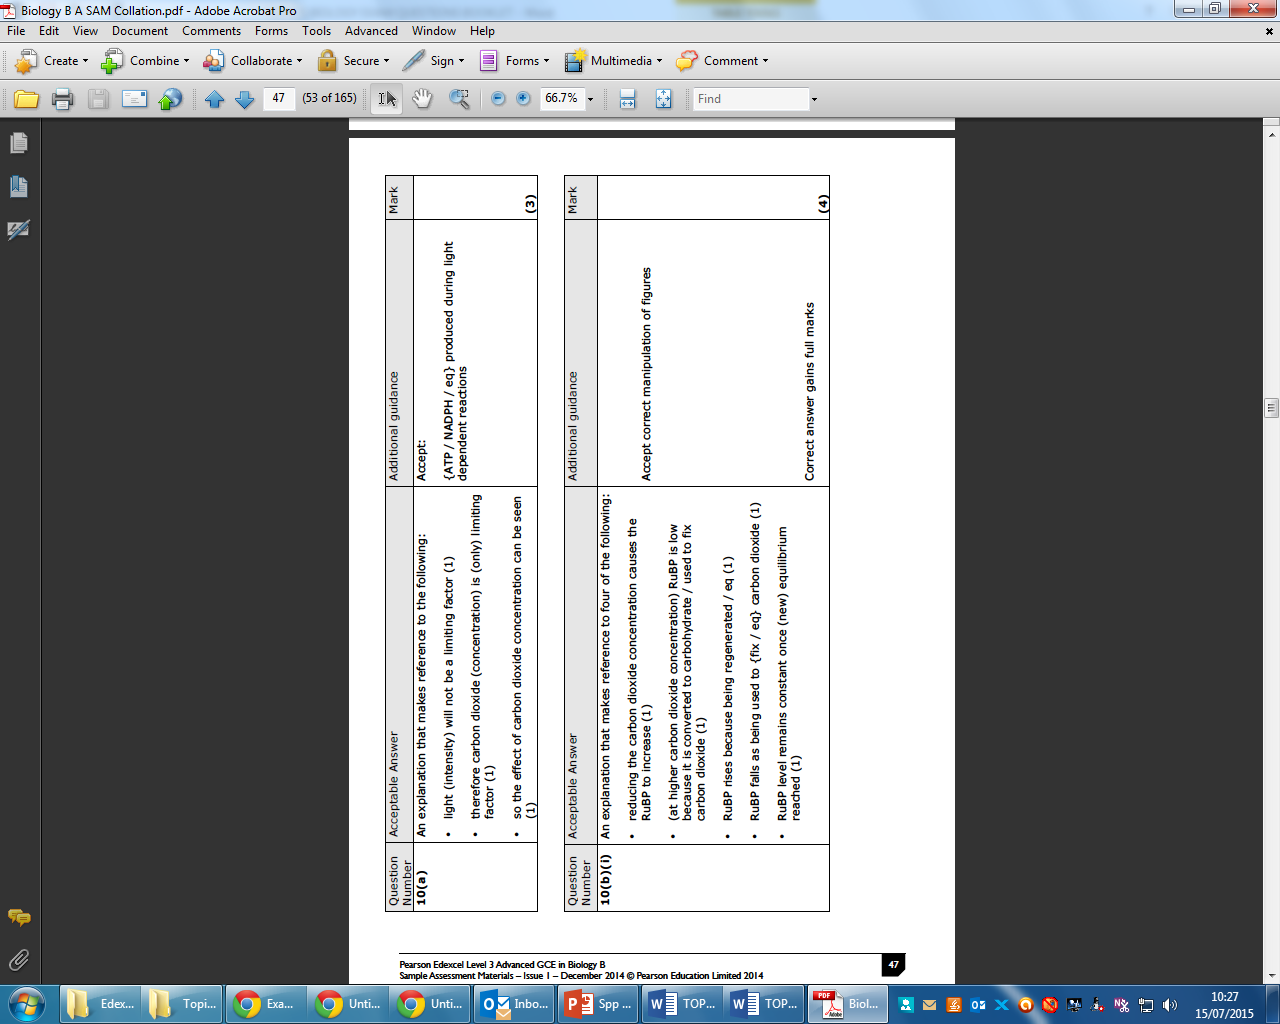 Biology B A SAM Collation.pdf - Adobe Acrobat Pro
File Edit View Document Comments Forms Tools Advanced Window Help
Create Combine Collaborate Secure Sign Forms Multimedia Comment
47 (53 of 165) 66.7% Find
Question Number Acceptable Answer Additional guidance Mark
10(a)
An explanation that makes reference to the following:
• light (intensity) will not be a limiting factor (1)
• therefore carbon dioxide (concentration) is (only) limiting
factor (1)
• so the effect of carbon dioxide concentration can be seen
(1)
Accept:
{ATP / NADPH / eq} produced during light
dependent reactions
(3)
Question Number Acceptable Answer Additional guidance Mark
10(b)(i)
An explanation that makes reference to four of the following:
• reducing the carbon dioxide concentration causes the
RuBP to increase (1)
• (at higher carbon dioxide concentration) RuBP is low
because it is converted to carbohydrate / used to fix
carbon dioxide (1)
• RuBP rises because being regenerated / eq (1)
• RuBP falls as being used to {fix / eq} carbon dioxide (1)
• RuBP level remains constant once (new) equilibrium
reached (1)
Accept correct manipulation of figures
Correct answer gains full marks
(4)
Pearson Edexcel Level 3 Advanced GCE in Biology B
Sample Assessment Materials – Issue 1 – December 2014 © Pearson Education Limited 2014
47
Edex... Topi... Exa... Unti... Unti... Inbo... Spp ... TOP... TOP... Biol...
10:27
15/07/2015